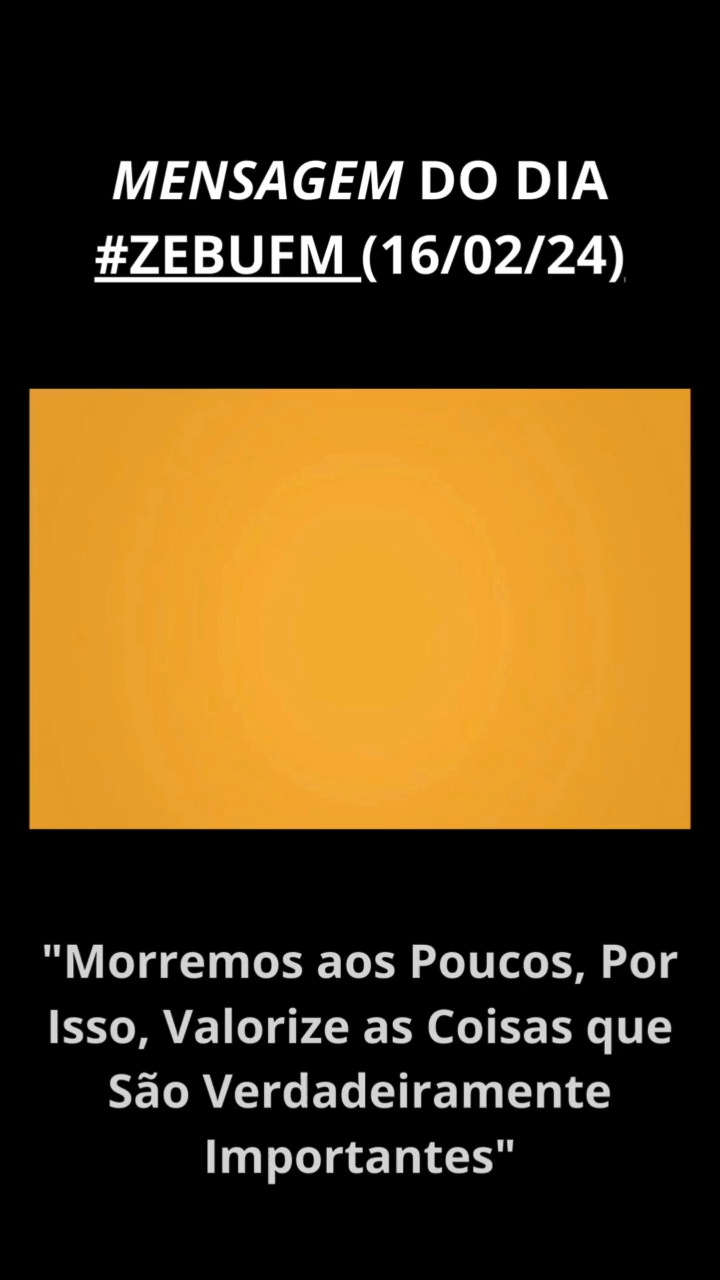 MENSAGEM DO DIA
#ZEBUFM (16/02/24)
"Morremos aos Poucos, Por
Isso, Valorize as Coisas que
São Verdadeiramente
Importantes"